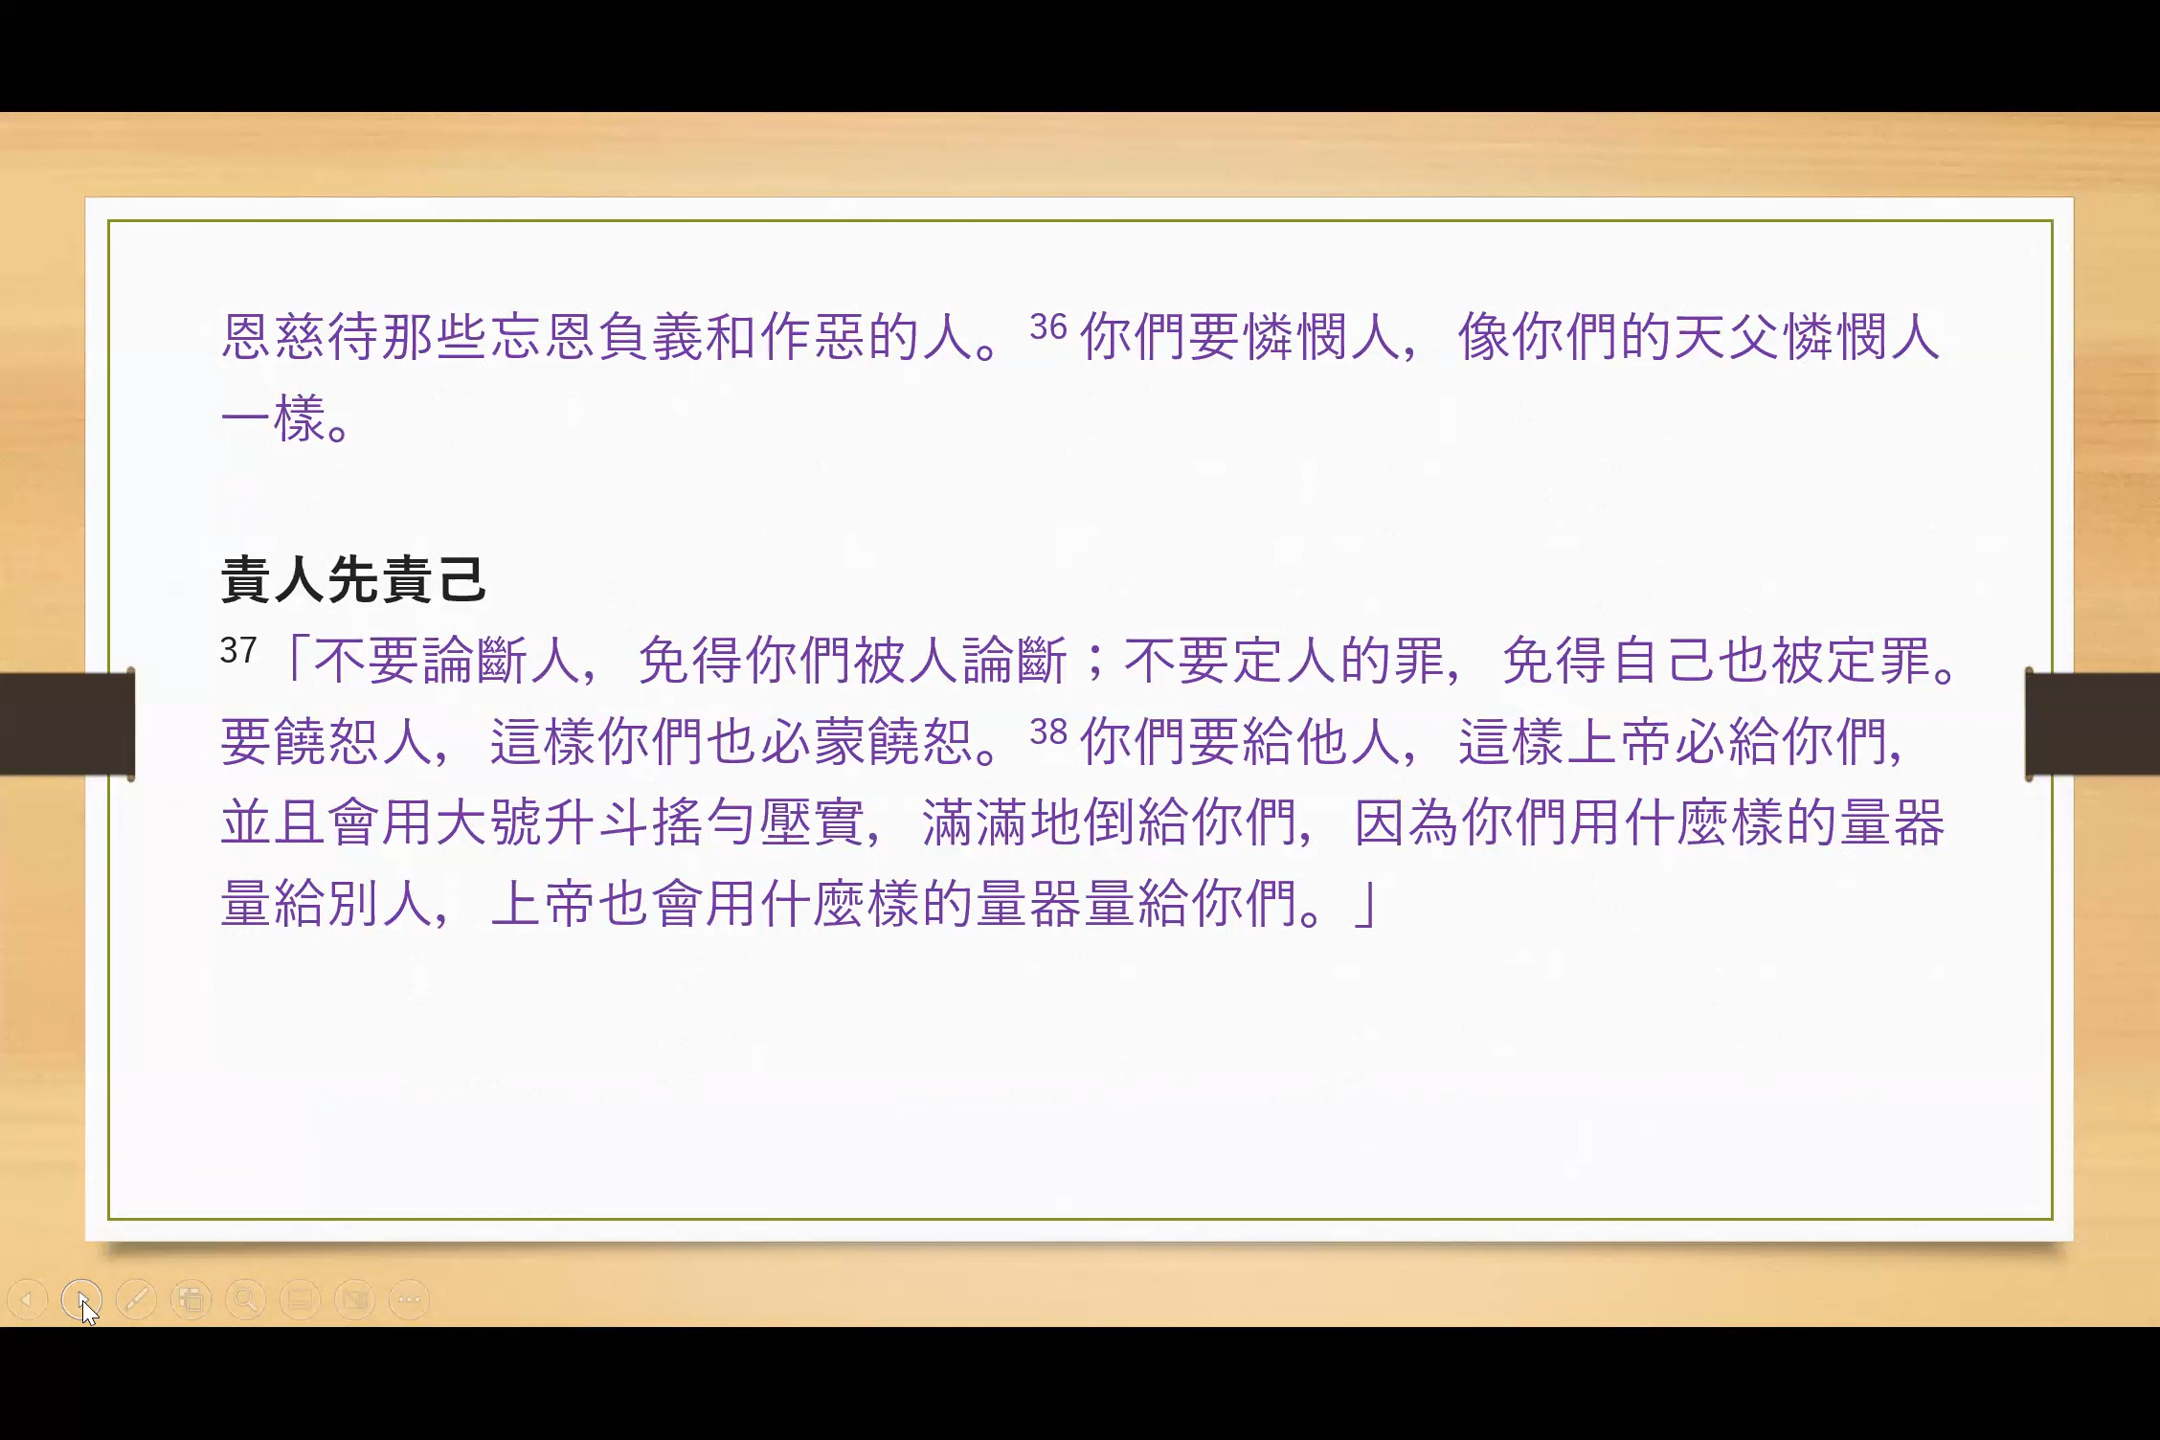 恩慈待那些忘恩負義和作惡的人。36 你們要憐憫人，像你們的天父憐憫人
一樣。
責人先責己
37「不要論斷人，免得你們被人論斷；不要定人的罪，免得自己也被定罪。
要饒恕人，這樣你們也必蒙饒恕。38 你們要給他人，這樣上帝必給你們，
並且會用大號升斗搖勻壓實，滿滿地倒給你們，因為你們用什麼樣的量器
量給別人，上帝也會用什麼樣的量器量給你們。」